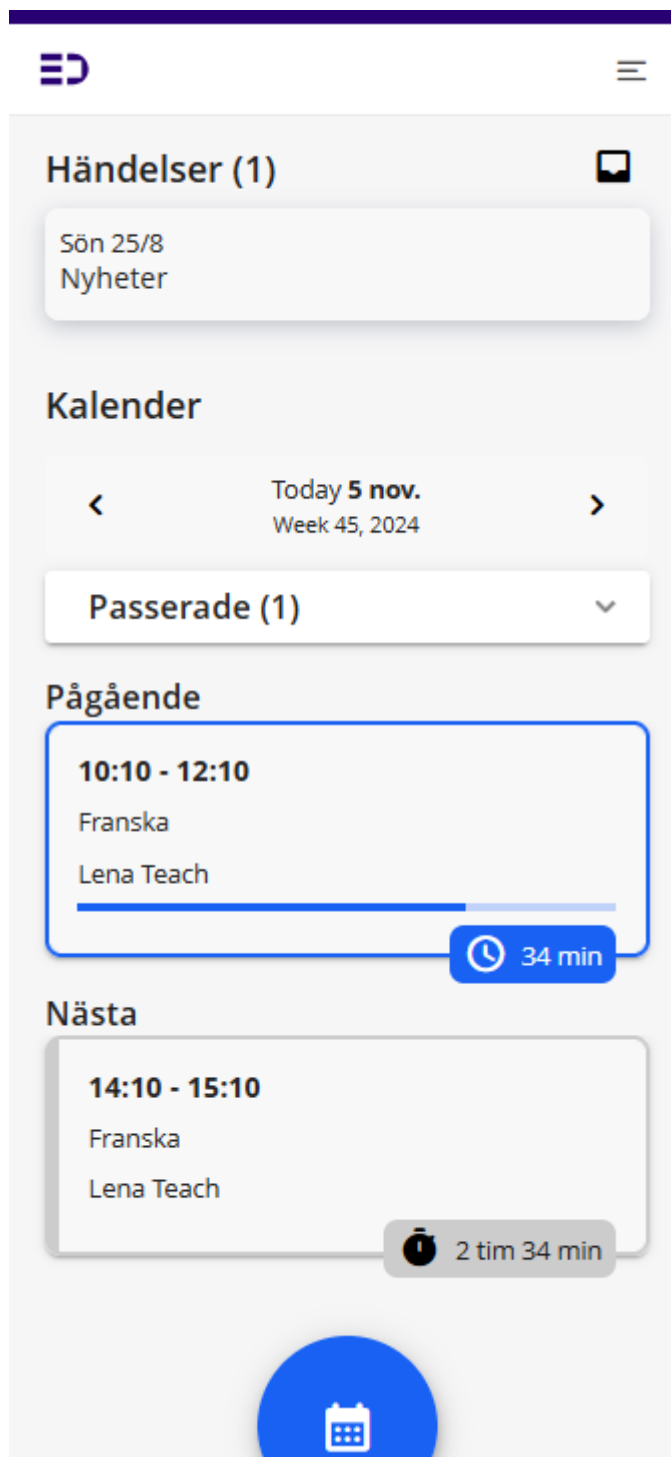 ED
Händelser (1)
Sön 25/8
Nyheter
Kalender
Today 5 nov.
Week 45, 2024
Passerade (1)
Pågående
10:10 - 12:10
Franska
Lena Teach
34 min
Nästa
14:10 - 15:10
Franska
Lena Teach
2 tim 34 min